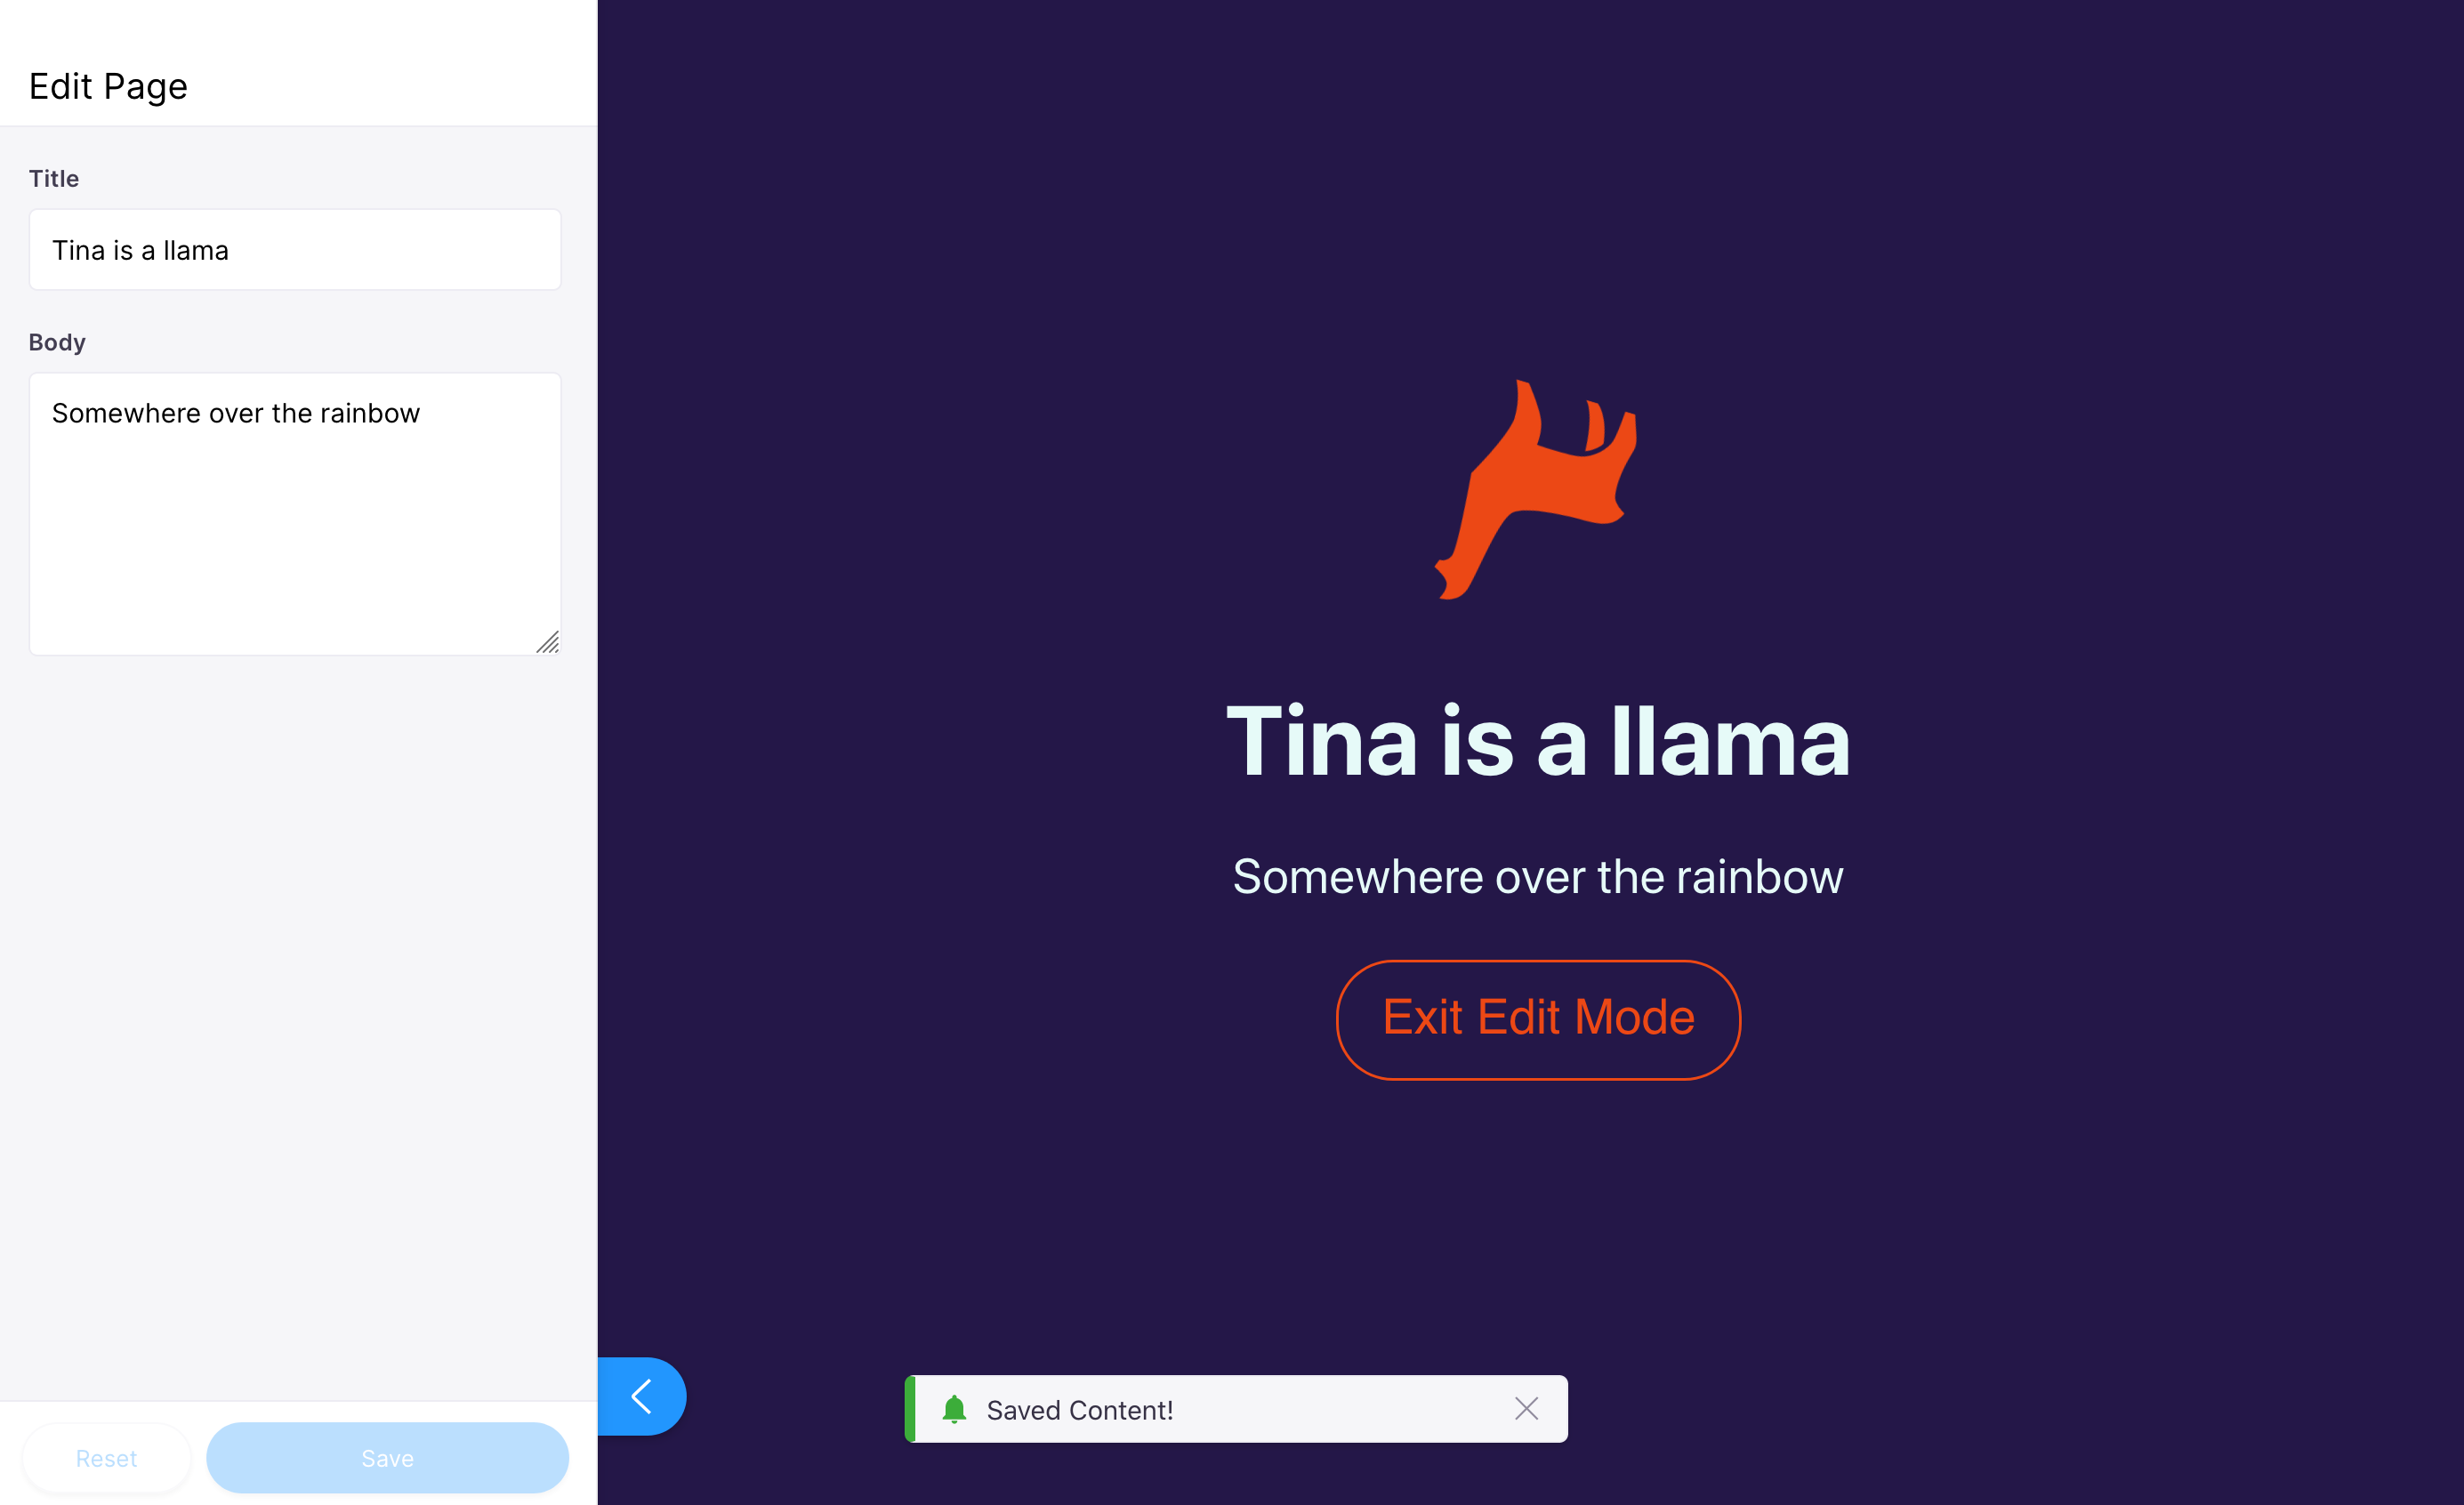 Edit Page
Title
Tina is a llama
Body
Somewhere over the rainbow
Reset
Save
Tina is a llama
Somewhere over the rainbow
Exit Edit Mode
Saved Content!